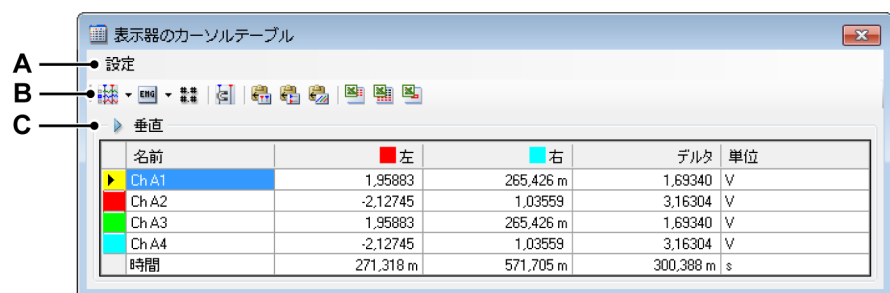 表示器のカーソルテーブル
A 設定
B ENG
C 垂直
名前 左 右 デルタ 単位
Ch A1 1,95883 265,426 m 1,69340 V
Ch A2 -2,12745 1,03559 3,16304 V
Ch A3 1,95883 265,426 m 1,69340 V
Ch A4 -2,12745 1,03559 3,16304 V
時間 271,318 m 571,705 m 300,388 m s